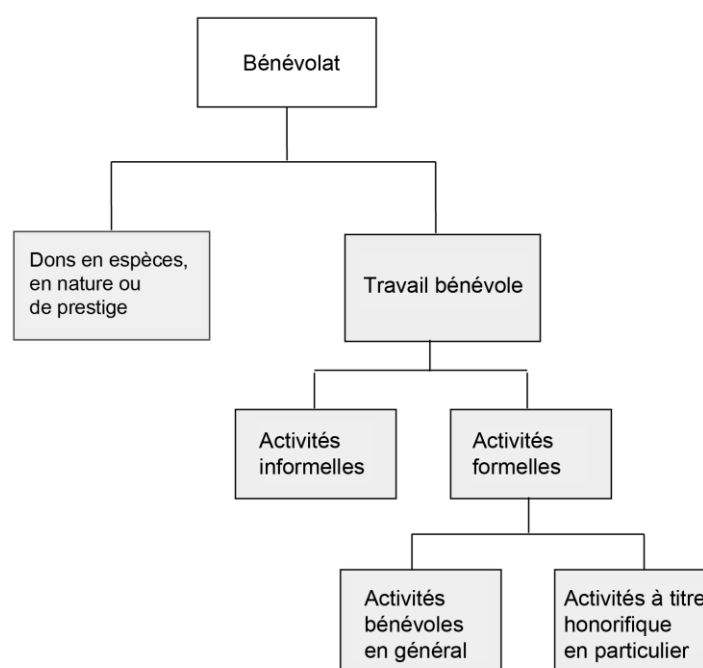 Bénévolat
Dons en espèces,
en nature ou
de prestige
Travail bénévole
Activités
informelles
Activités
formelles
Activités
bénévoles
en général
Activités à titre
honorifique
en particulier